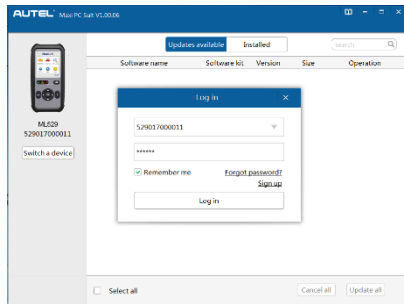 AUTEL Maxi PC Suit V1.00.06
Updates available Installed
search
Software name Software kit Version Size Operation
Log in
529017000011
******
Remember me Forgot password?
Sign up
Log in
ML629
529017000011
Switch a device
Select all Cancel all Update all